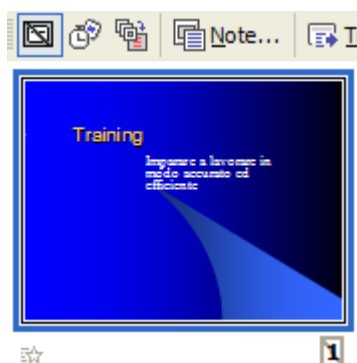 Note... T
Training
Imparare a lavorare in
modo accurato ed
efficiente
1